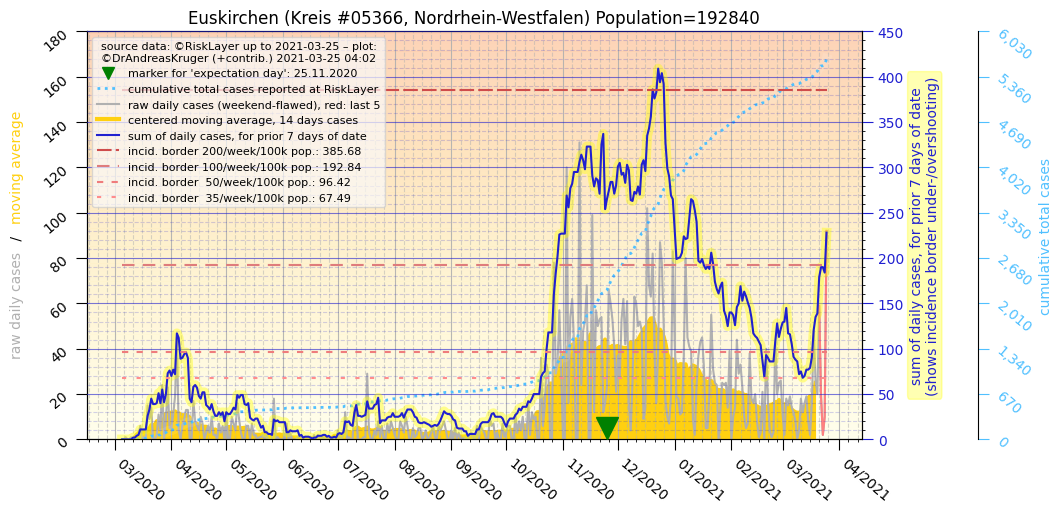 Euskirchen (Kreis #05366, Nordrhein-Westfalen) Population=192840
source data: ©RiskLayer up to 2021-03-25 – plot:
©DrAndreasKruger (+contrib.) 2021-03-25 04:02
marker for 'expectation day': 25.11.2020
cumulative total cases reported at RiskLayer
raw daily cases (weekend-flawed), red: last 5
centered moving average, 14 days cases
sum of daily cases, for prior 7 days of date
incid. border 200/week/100k pop.: 385.68
incid. border 100/week/100k pop.: 192.84
incid. border  50/week/100k pop.: 96.42
incid. border  35/week/100k pop.: 67.49
raw daily cases / moving average
180
160
140
120
100
80
60
40
20
0
03/2020
04/2020
05/2020
06/2020
07/2020
08/2020
09/2020
10/2020
11/2020
12/2020
01/2021
02/2021
03/2021
04/2021
450
400
350
300
250
200
150
100
50
0
sum of daily cases, for prior 7 days of date
(shows incidence border under-/overshooting)
6,030
5,360
4,690
4,020
3,350
2,680
2,010
1,340
670
0
cumulative total cases